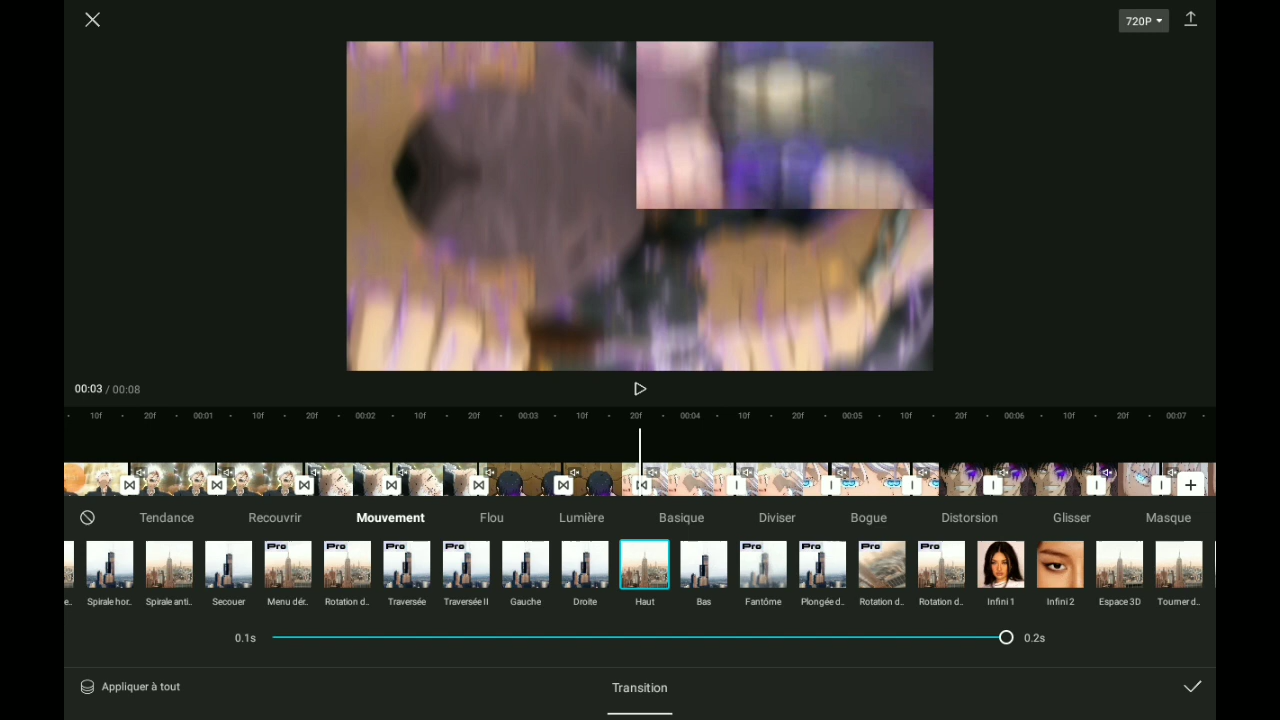 720P
00:03 / 00:08
10f 20f 00:01 10f 20f 00:02 10f 20f 00:03 10f 20f 00:04 10f 20f 00:05 10f 20f 00:06 10f 20f 00:07
Tendance Recouvrir Mouvement Flou Lumière Basique Diviser Bogue Distorsion Glisser Masque
Pro Pro Pro Pro Pro Pro Pro Pro
e.. Spirale hor.. Spirale anti.. Secouer Menu dér.. Rotation d.. Traversée Traversée II Gauche Droite Haut Bas Fantôme Plongée d.. Rotation d.. Rotation d.. Infini 1 Infini 2 Espace 3D Tourner d..
0.1s 0.2s
Appliquer à tout Transition